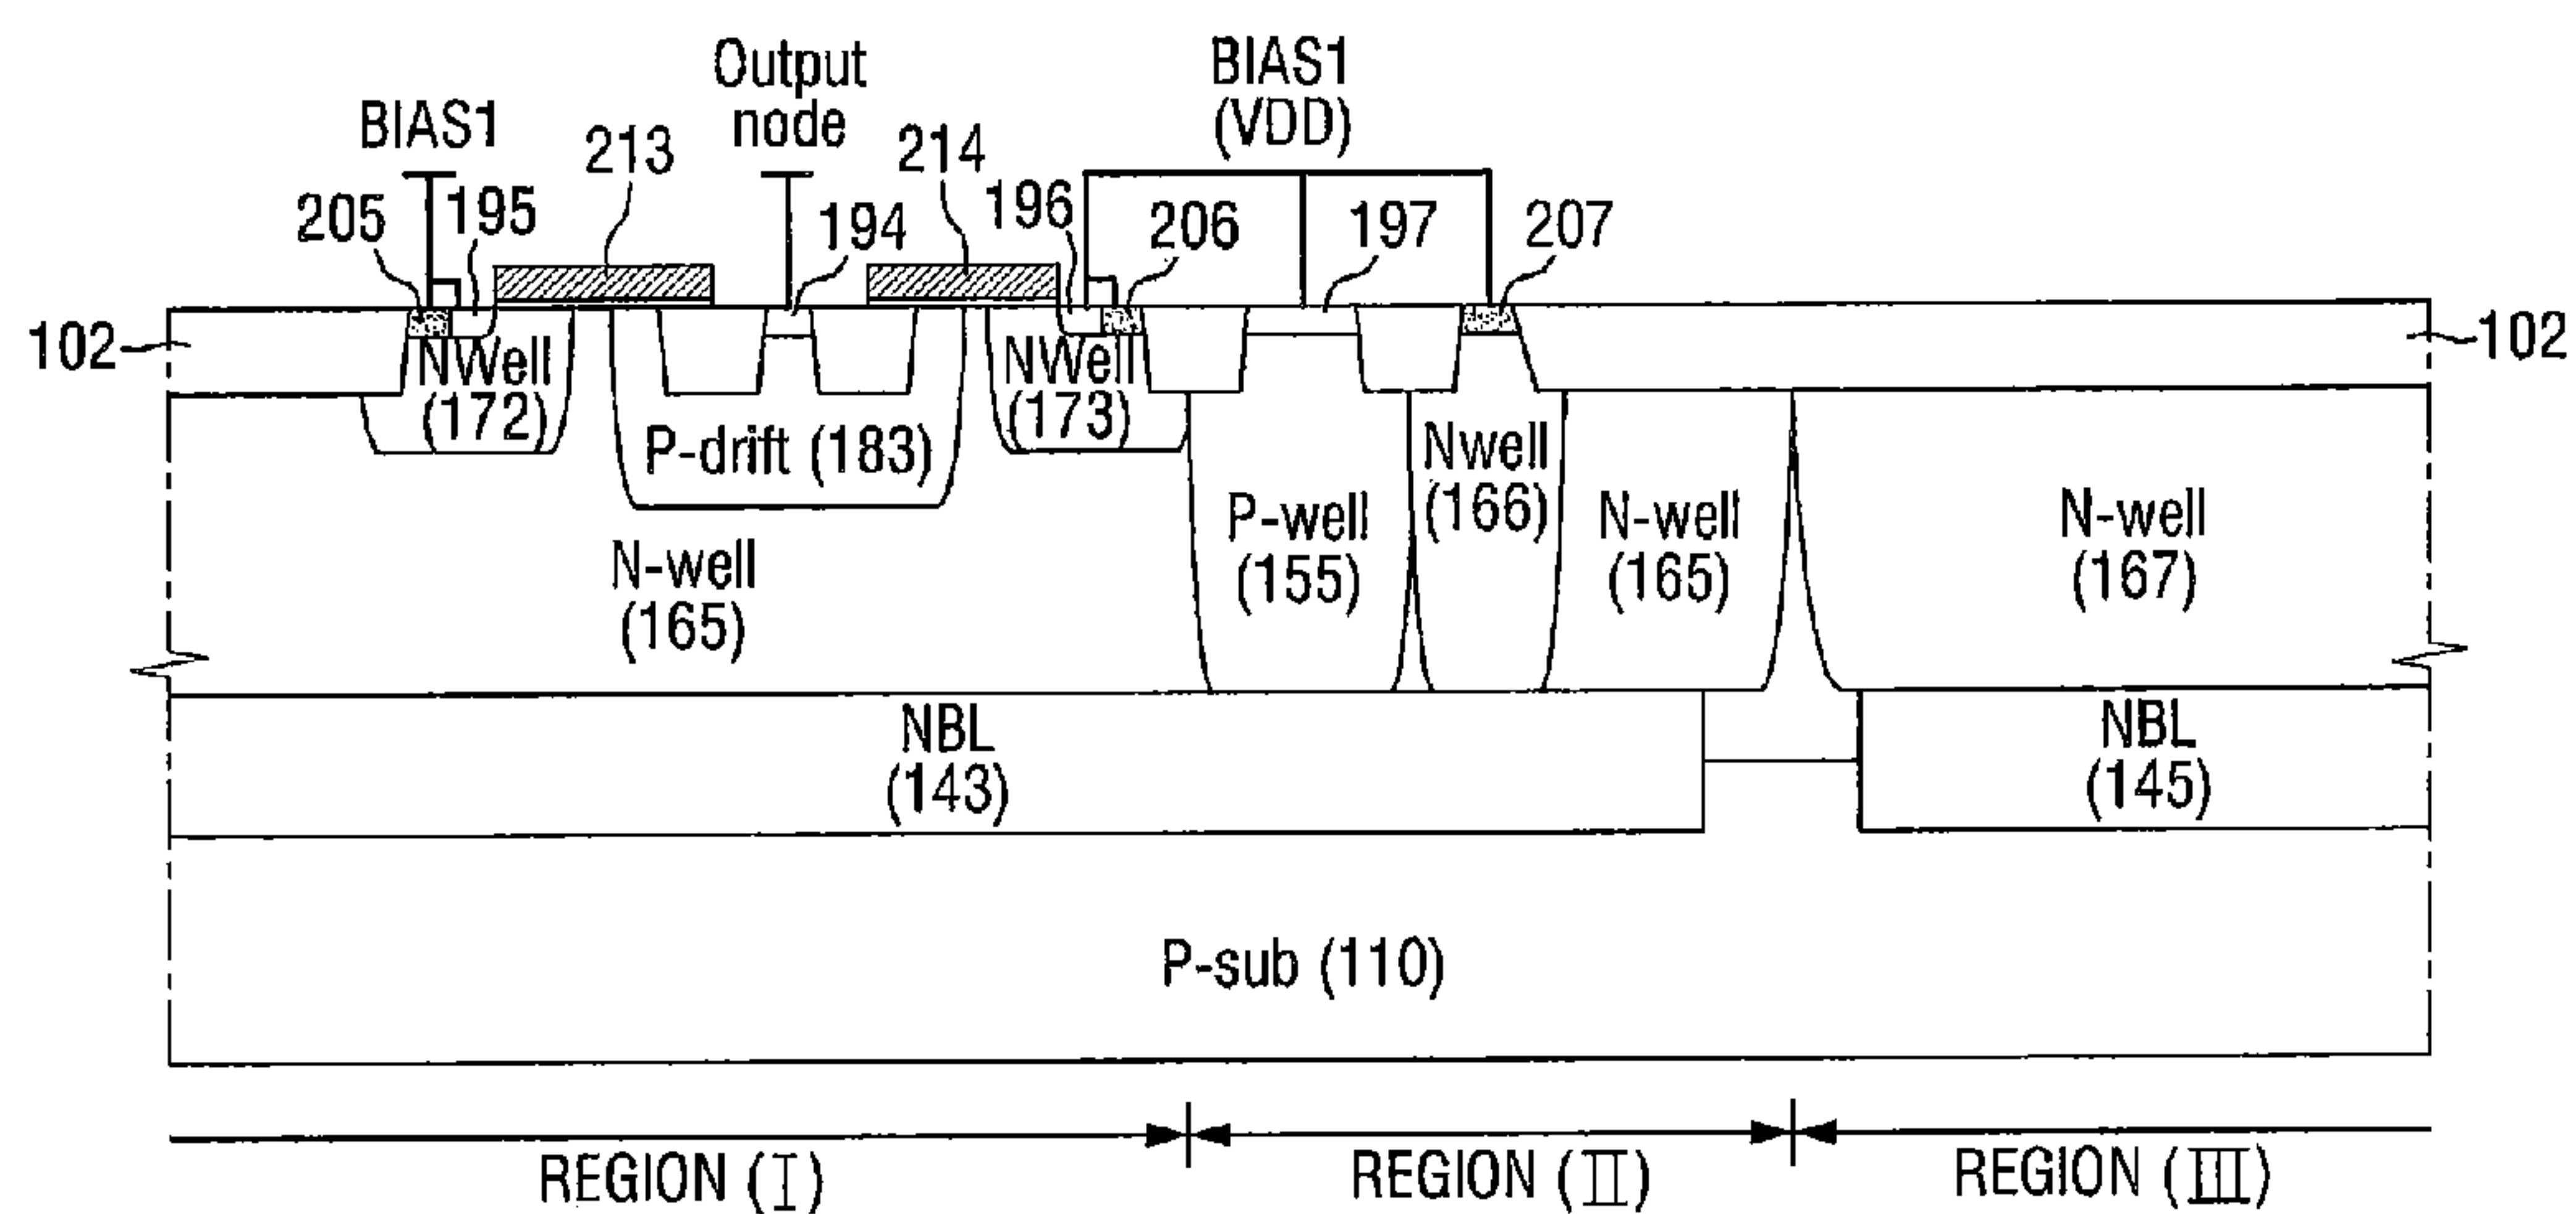 Output
node
BIAS1
BIAS1
(VDD)
213
214
205
195
194
196
206
197
207
102
102
NWell
(172)
NWell
(173)
P-drift (183)
Nwell
(166)
P-well
(155)
N-well
(165)
N-well
(167)
N-well
(165)
NBL
(143)
NBL
(145)
P-sub (110)
REGION (Ⅰ)
REGION (Ⅱ)
REGION (Ⅲ)